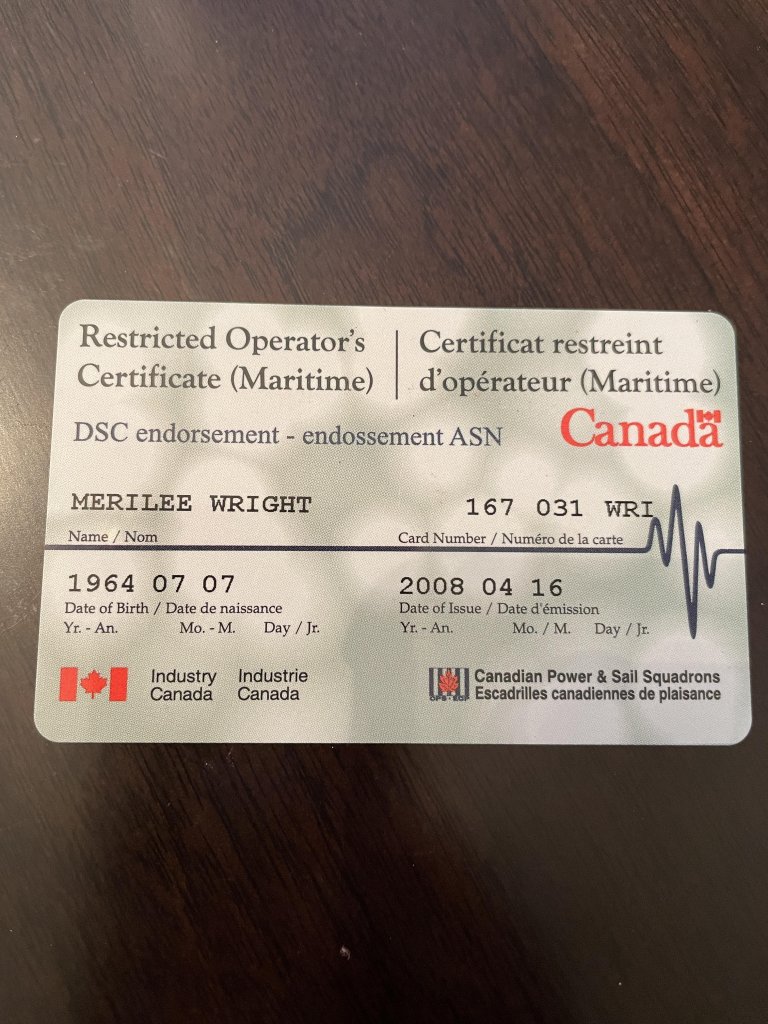 Restricted Operator's
Certificate (Maritime)
Certificat restreint
d'opérateur (Maritime)
DSC endorsement - endossement ASN
Canada
MERILEE WRIGHT
167 031 WRI
Name / Nom
Card Number / Numéro de la carte
1964 07 07
2008 04 16
Date of Birth / Date de naissance
Date of Issue / Date d'émission
Yr. - An. Mo. - M. Day / Jr.
Yr. - An. Mo. / M. Day / Jr.
Industry
Canada
Industrie
Canada
Canadian Power & Sail Squadrons
Escadrilles canadiennes de plaisance
CPS - ECP